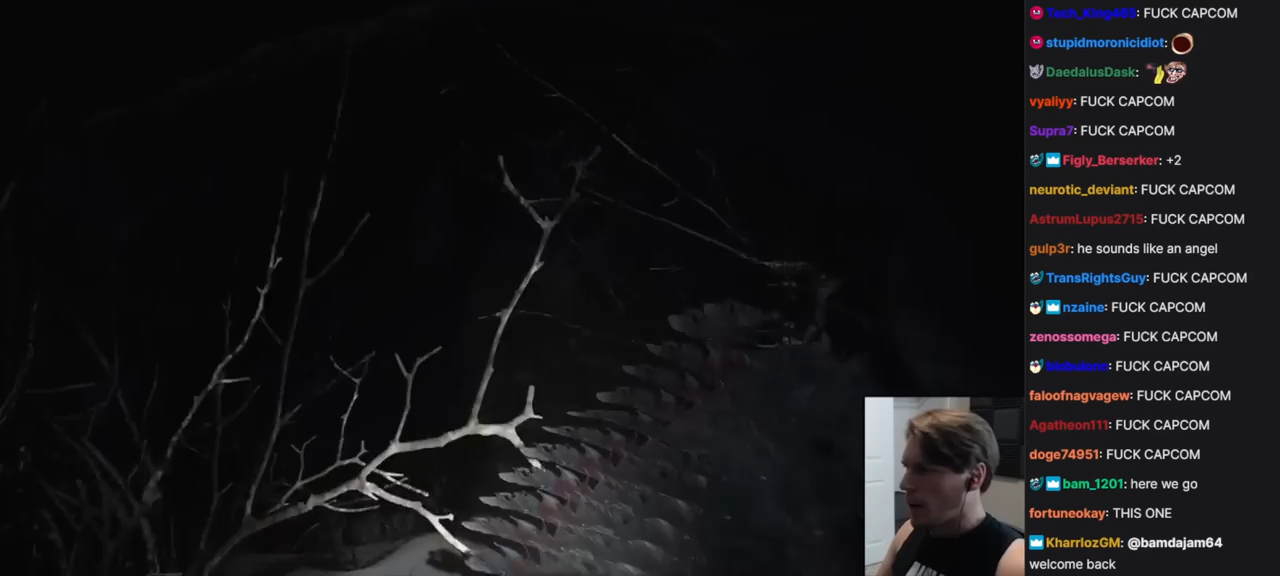 Tech_King465: FUCK CAPCOM
stupidmoronicidiot:
DaedalusDask:
vyaliyy: FUCK CAPCOM
Supra7: FUCK CAPCOM
Figly_Berserker: +2
neurotic_deviant: FUCK CAPCOM
AstrumLupus2715: FUCK CAPCOM
gulp3r: he sounds like an angel
TransRightsGuy: FUCK CAPCOM
nzaine: FUCK CAPCOM
zenossomega: FUCK CAPCOM
: FUCK CAPCOM
faloofnagvagew: FUCK CAPCOM
Agatheon111: FUCK CAPCOM
doge74951: FUCK CAPCOM
bam_1201: here we go
fortuneokay: THIS ONE
KharrlozGM: @bamdajam64
welcome back